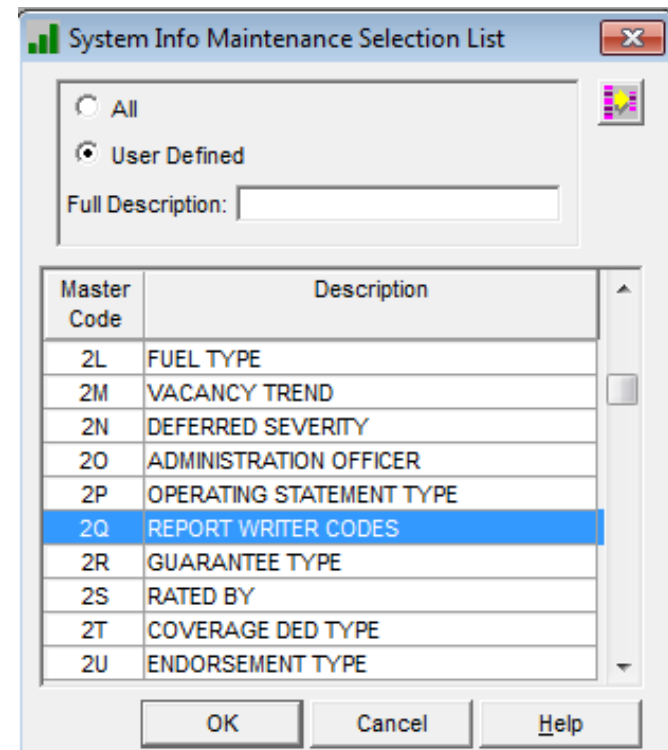 System Info Maintenance Selection List
All
User Defined
Full Description:
Master Code Description
2L FUEL TYPE
2M VACANCY TREND
2N DEFERRED SEVERITY
2O ADMINISTRATION OFFICER
2P OPERATING STATEMENT TYPE
2Q REPORT WRITER CODES
2R GUARANTEE TYPE
2S RATED BY
2T COVERAGE DED TYPE
2U ENDORSEMENT TYPE
OK Cancel Help